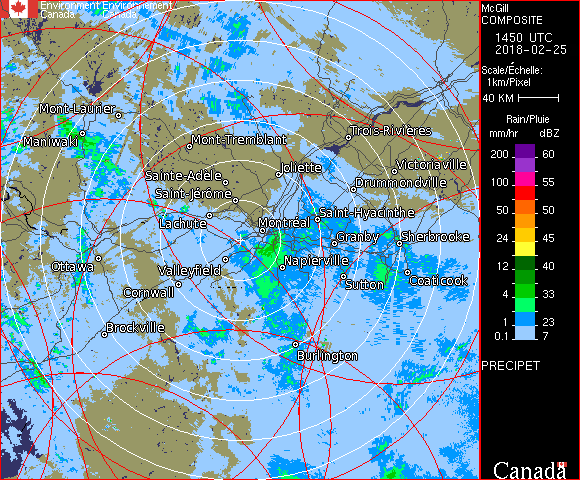 Environment Environnement
Canada Canada
McGill
COMPOSITE
1450 UTC
2018-02-25
Scale/Échelle:
1km/Pixel
40 KM
Rain/Pluie
mm/hr dBZ
200 60
150 57
100 55
50 50
24 45
12 40
4 33
1 23
0.1 7
PRECIPET
Canada
Mont-Laurier
Maniwaki
Mont-Tremblant
Trois-Rivières
Joliette
Victoriaville
Sainte-Adèle
Drummondville
Saint-Jérôme
Lachute
Saint-Hyacinthe
Montréal
Granby
Sherbrooke
Ottawa
Valleyfield
Napierville
Sutton
Coaticook
Cornwall
Brockville
Burlington